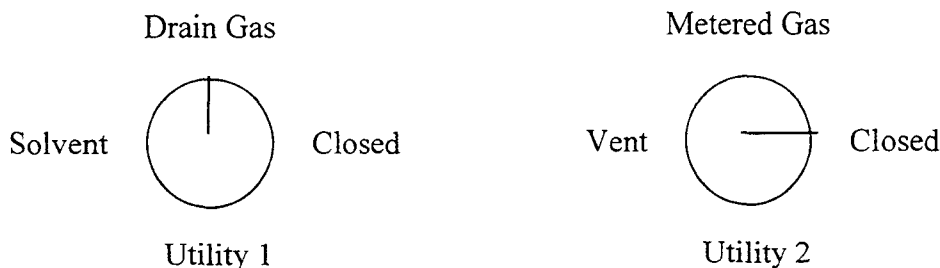 Drain Gas
Metered Gas
Solvent
Closed
Vent
Closed
Utility 1
Utility 2